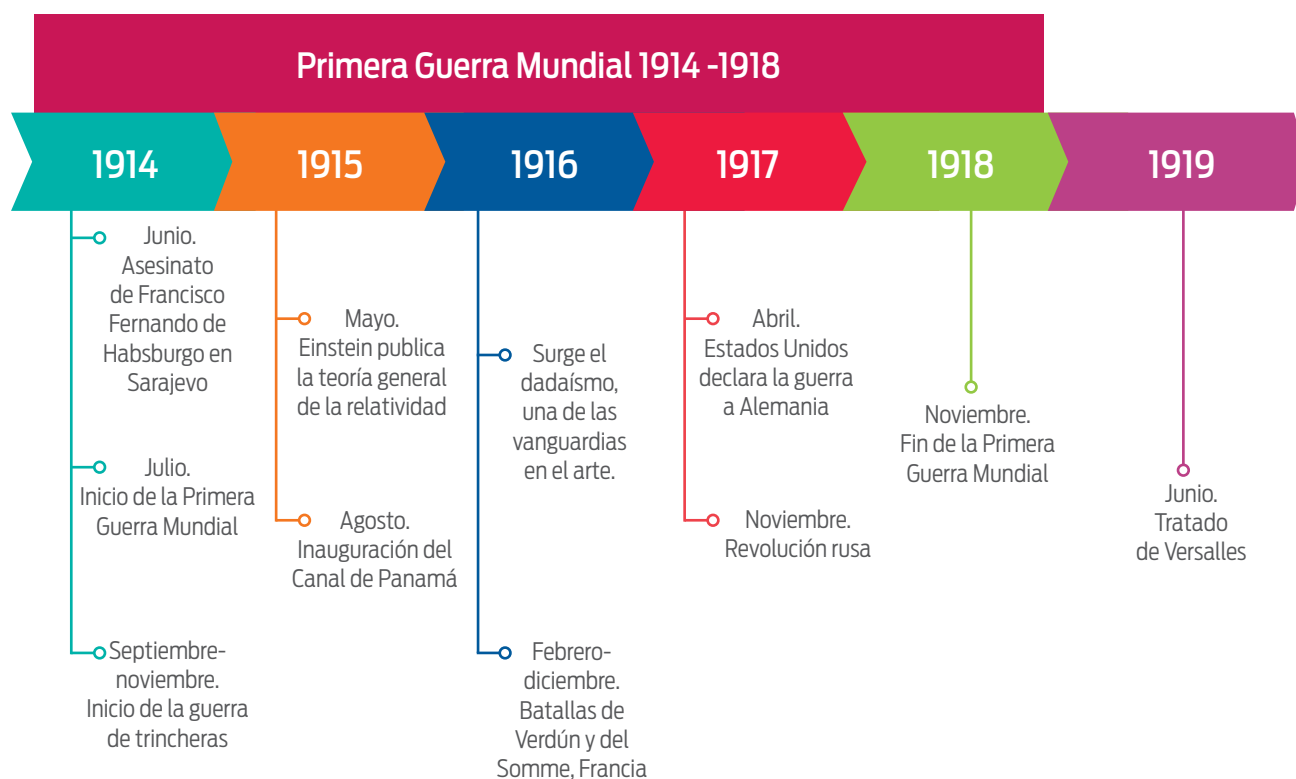 Primera Guerra Mundial 1914 -1918
1914
1915
1916
1917
1918
1919
Junio.
Asesinato
de Francisco
Fernando de
Habsburgo en
Sarajevo
Julio.
Inicio de la Primera
Guerra Mundial
Septiembre-
noviembre.
Inicio de la guerra
de trincheras
Mayo.
Einstein publica
la teoría general
de la relatividad
Agosto.
Inauguración del
Canal de Panamá
Surge el
dadaísmo,
una de las
vanguardias
en el arte.
Febrero-
diciembre.
Batallas de
Verdún y del
Somme, Francia
Abril.
Estados Unidos
declara la guerra
a Alemania
Noviembre.
Revolución rusa
Noviembre.
Fin de la Primera
Guerra Mundial
Junio.
Tratado
de Versalles